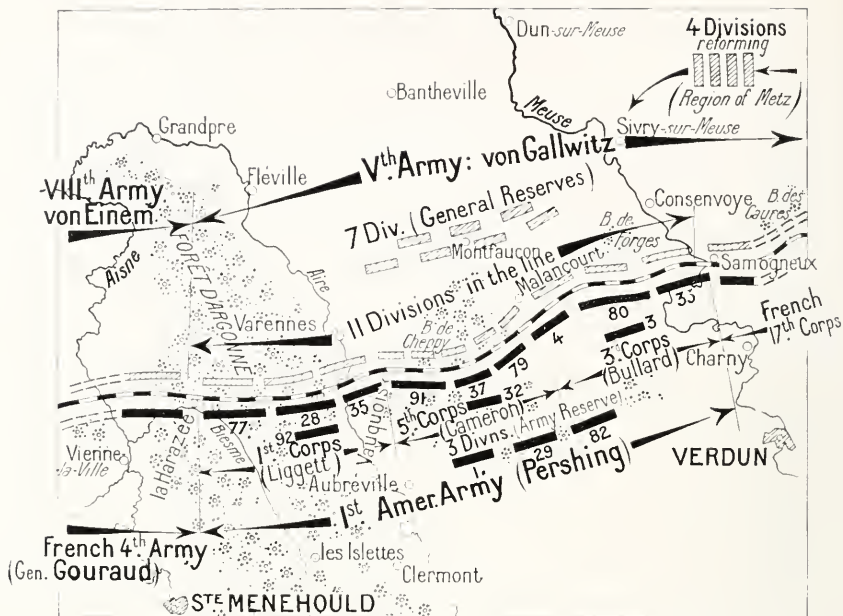 Dun-sur-Meuse
4 Divisions
reforming
(Region of Metz)
Bantheville
Meuse
Grandpre
Sivry-sur-Meuse
Vth Army: von Gallwitz
Fléville
VIIIth Army
von Einem
7 Div. (General Reserves)
Consenvoye
B. des
Caures
B. de
Forges
Montfaucon
Aisne
FORÊT D'ARGONNE
Aire
11 Divisions in the line
Malancourt
Samogneux
Varennes
B. de
Cheppy
80
33
3
4
79
French
17th Corps
3d Corps
(Bullard)
Charny
91
37
32
35
28
77
92
5th Corps
(Cameron)
3 Divns (Army Reserve)
1
29
82
1st
Corps
(Liggett)
Vienne
la-Ville
la Harazée
Biesme
Aubréville
1st Amer. Army (Pershing)
VERDUN
French 4th Army
(Gen. Gouraud)
les Islettes
Clermont
STE MENEHOULD